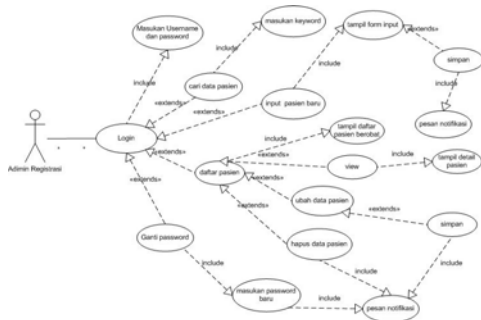 Masukan Username
dan password
include
masukan keyword
include
cari data pasien
«extends»
tampil form input
include
input pasien baru
«extends»
«extends»
simpan
include
pesan notifikasi
Adimin Registrasi
*
*
Login
«extends»
daftar pasien
include
tampil daftar
pasien berobat
«extends»
view
include
tampil detail
pasien
«extends»
ubah data pasien
«extends»
simpan
include
«extends»
hapus data pasien
include
«extends»
Ganti password
include
masukan password
baru
include
pesan notifikasi